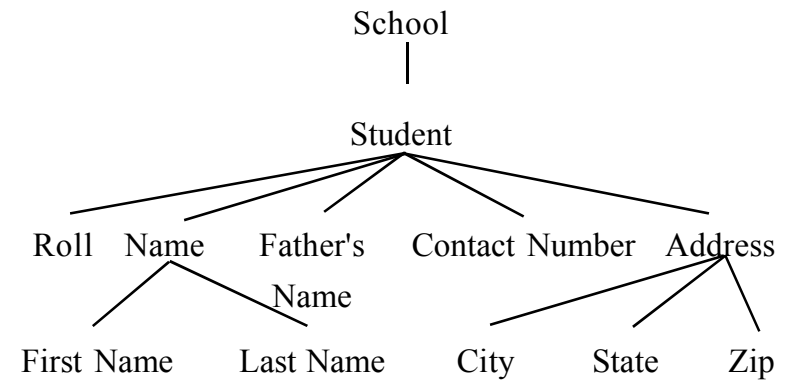 School
Student
Roll Name Father's Contact Number Address
Name
First Name Last Name City State Zip